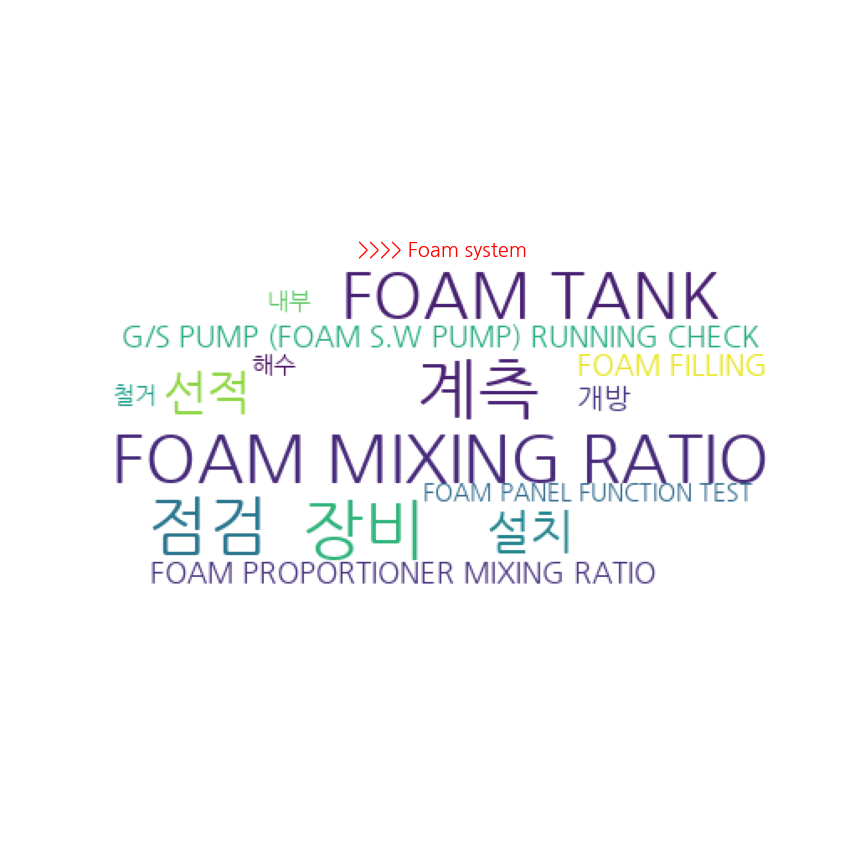 >>>> Foam system
내부 FOAM TANK
G/S PUMP (FOAM S.W PUMP) RUNNING CHECK
해수 FOAM FILLING
철거 선적 계측 개방
FOAM MIXING RATIO
FOAM PANEL FUNCTION TEST
점검 장비 설치
FOAM PROPORTIONER MIXING RATIO